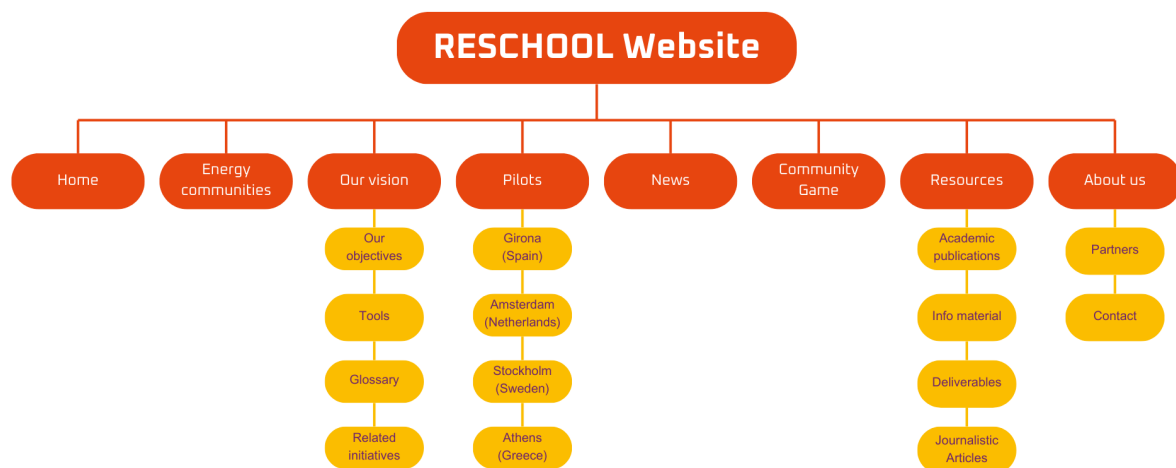 RESCHOOL Website
Home
Energy
communities
Our vision
Pilots
News
Community
Game
Resources
About us
Our
objectives
Tools
Glossary
Related
initiatives
Girona
(Spain)
Amsterdam
(Netherlands)
Stockholm
(Sweden)
Athens
(Greece)
Academic
publications
Info material
Deliverables
Journalistic
Articles
Partners
Contact